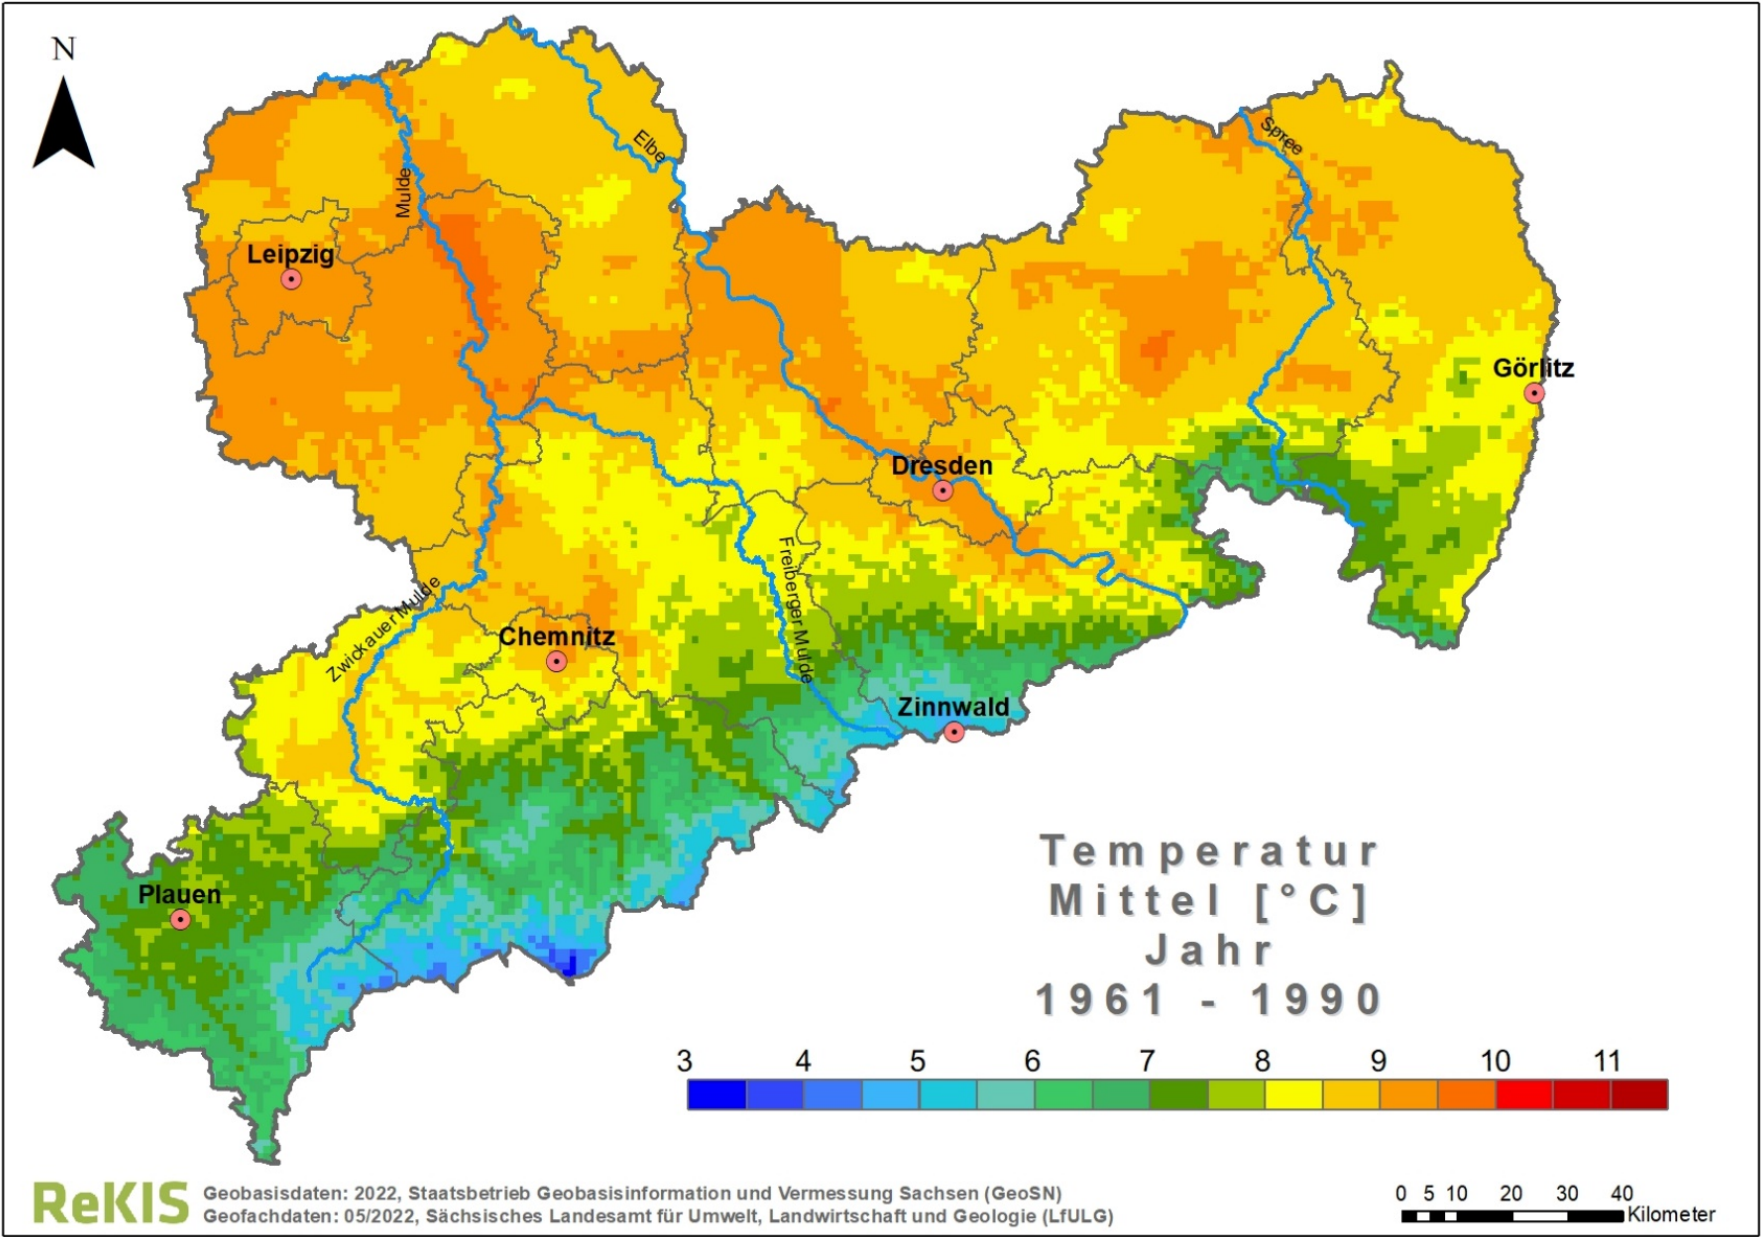 N
Elbe
Spree
Mulde
Leipzig
Görlitz
Dresden
Freiberger Mulde
Zwickauer Mulde
Chemnitz
Zinnwald
Plauen
Temperatur
Mittel [°C]
Jahr
1961 - 1990
3 4 5 6 7 8 9 10 11
ReKIS
Geobasisdaten: 2022, Staatsbetrieb Geobasisinformation und Vermessung Sachsen (GeoSN)
Geofachdaten: 05/2022, Sächsisches Landesamt für Umwelt, Landwirtschaft und Geologie (LfULG)
0 5 10 20 30 40
Kilometer